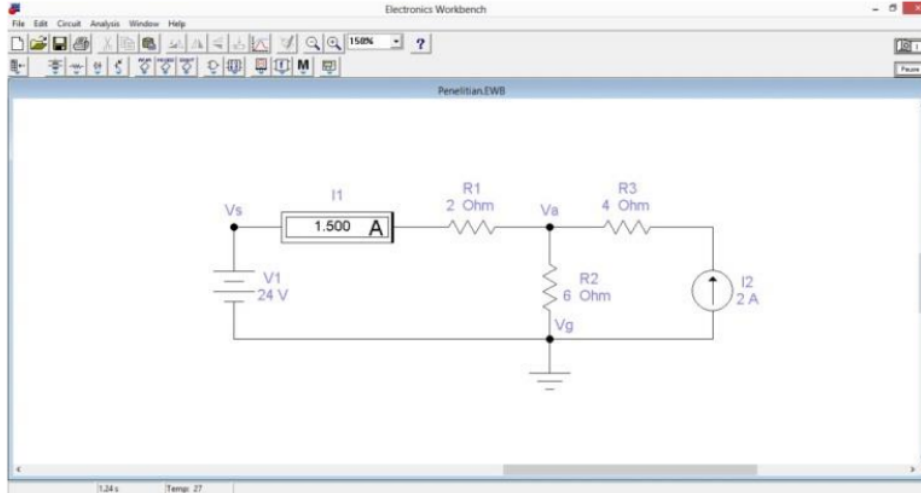 Electronics Workbench
File Edit Circuit Analysis Window Help
150%
?
M
Pause
Penelitian.EWB
I1
R1
2 Ohm
R3
4 Ohm
Vs
1.500 A
Va
V1
24 V
R2
6 Ohm
I2
2 A
Vg
1.24 s
Temp: 27